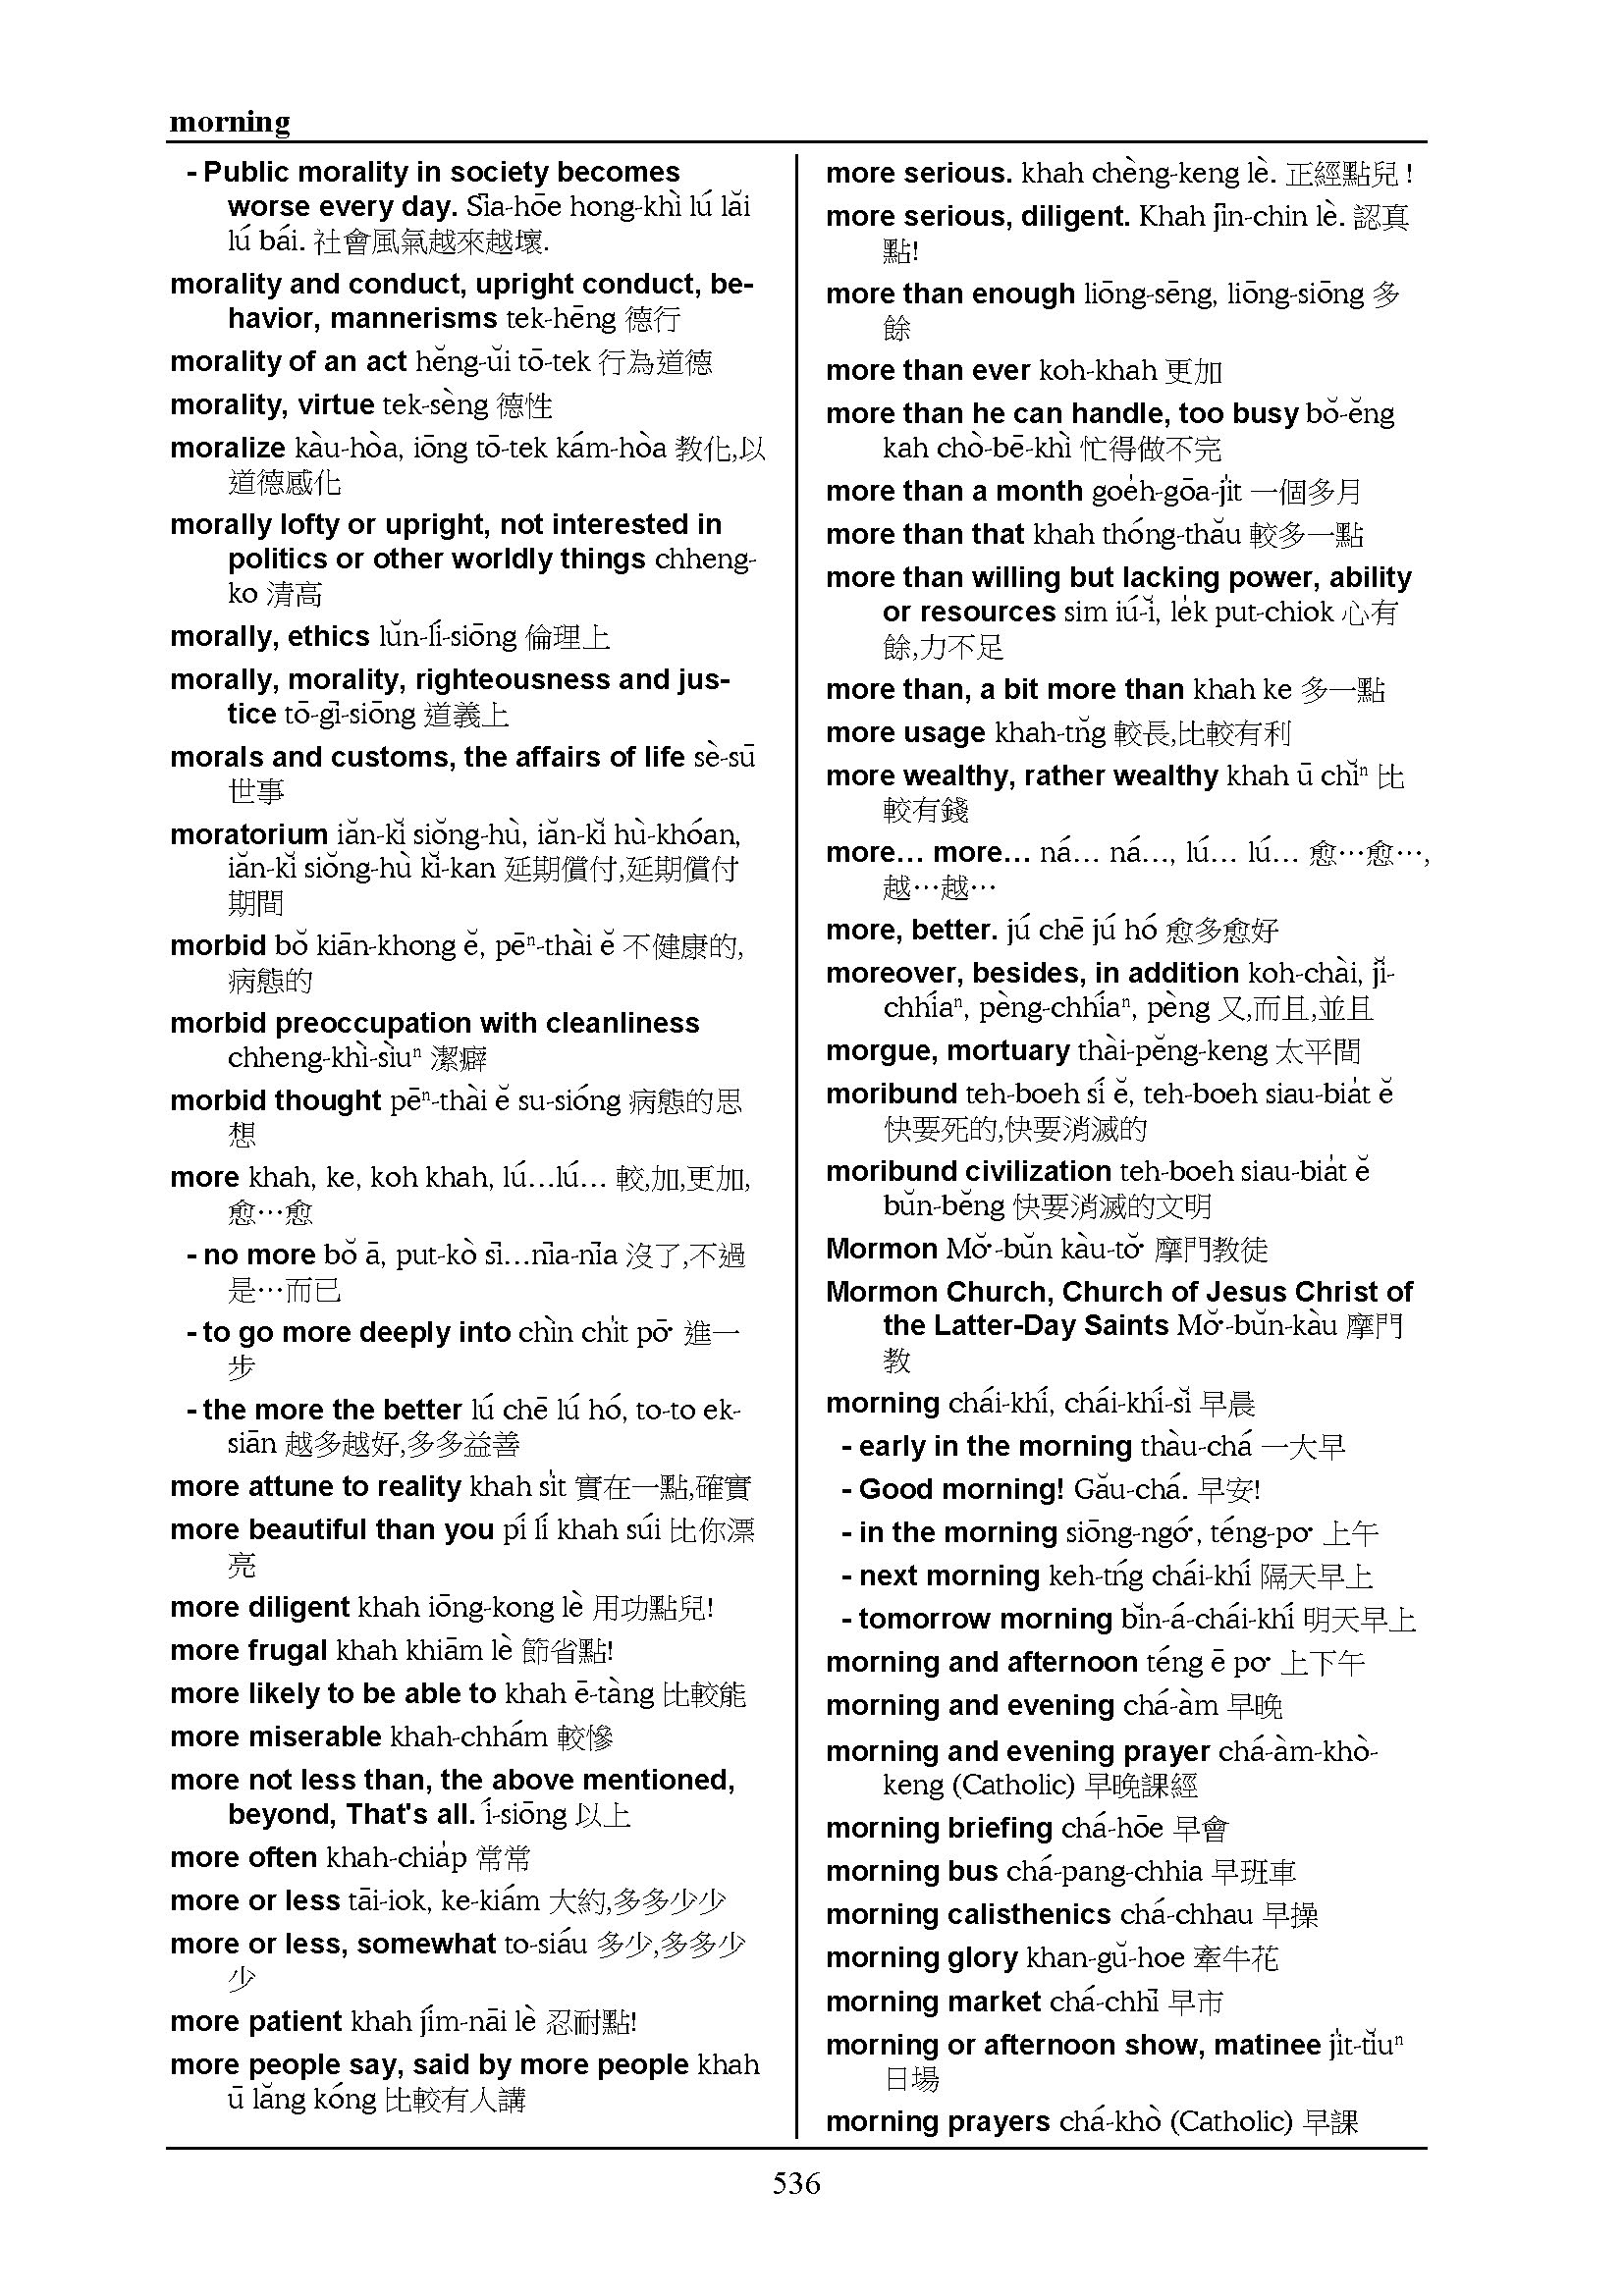 morning
- Public morality in society becomes
worse every day. Sīa-hōe hong-khì lú lăi
lú bái. 社會風氣越來越壞.
morality and conduct, upright conduct, be-
havior, mannerisms tek-hēng 德行
morality of an act hĕng-ŭi tō-tek 行為道德
morality, virtue tek-sèng 德性
moralize kàu-hòa, iōng tō-tek kám-hòa 教化,以
道德感化
morally lofty or upright, not interested in
politics or other worldly things chheng-
ko 清高
morally, ethics lŭn-lí-siōng 倫理上
morally, morality, righteousness and jus-
tice tō-gī-siōng 道義上
morals and customs, the affairs of life sè-sū
世事
moratorium iăn-kĭ siŏng-hù, iăn-kĭ hù-khóan,
iăn-kĭ siŏng-hù kĭ-kan 延期償付,延期償付
期間
morbid bŏ kiān-khong ĕ, pēⁿ-thài ĕ 不健康的,
病態的
morbid preoccupation with cleanliness
chheng-khì-sìuⁿ 潔癖
morbid thought pēⁿ-thài ĕ su-sióng 病態的思
想
more khah, ke, koh khah, lú…lú… 較,加,更加,
愈…愈
- no more bŏ ā, put-kò sī…nīa-nīa 沒了,不過
是…而已
- to go more deeply into chìn chi̍t pō͘ 進一
步
- the more the better lú chē lú hó, to-to ek-
siān 越多越好,多多益善
more attune to reality khah si̍t 實在一點,確實
more beautiful than you pí lí khah súi 比你漂
亮
more diligent khah iōng-kong lè 用功點兒!
more frugal khah khiām lè 節省點!
more likely to be able to khah ē-tàng 比較能
more miserable khah-chhám 較慘
more not less than, the above mentioned,
beyond, That's all. í-siōng 以上
more often khah-chia̍p 常常
more or less tāi-iok, ke-kiám 大約,多多少少
more or less, somewhat to-siáu 多少,多多少
少
more patient khah jím-nāi lè 忍耐點!
more people say, said by more people khah
ū lăng kóng 比較有人講
more serious. khah chèng-keng lè. 正經點兒 !
more serious, diligent. Khah jīn-chin lè. 認真
點!
more than enough liōng-sēng, liōng-siōng 多
餘
more than ever koh-khah 更加
more than he can handle, too busy bŏ-ĕng
kah chò-bē-khì 忙得做不完
more than a month goe̍h-gōa-ji̍t 一個多月
more than that khah thóng-thău 較多一點
more than willing but lacking power, ability
or resources sim iú-ĭ, le̍k put-chiok 心有
餘,力不足
more than, a bit more than khah ke 多一點
more usage khah-tn̆g 較長,比較有利
more wealthy, rather wealthy khah ū chĭⁿ 比
較有錢
more… more… ná… ná…, lú… lú… 愈…愈…,
越…越…
more, better. jú chē jú hó 愈多愈好
moreover, besides, in addition koh-chài, jĭ-
chhíaⁿ, pèng-chhíaⁿ, pèng 又,而且,並且
morgue, mortuary thài-pĕng-keng 太平間
moribund teh-boeh sí ĕ, teh-boeh siau-bia̍t ĕ
快要死的,快要消滅的
moribund civilization teh-boeh siau-bia̍t ĕ
bŭn-bĕng 快要消滅的文明
Mormon Mŏ͘-bŭn kàu-tŏ͘ 摩門教徒
Mormon Church, Church of Jesus Christ of
the Latter-Day Saints Mŏ͘-bŭn-kàu 摩門
教
morning chái-khí, chái-khí-sĭ 早晨
- early in the morning thàu-chá 一大早
- Good morning! Gău-chá. 早安!
- in the morning siōng-ngó͘, téng-po͘ 上午
- next morning keh-tńg chái-khí 隔天早上
- tomorrow morning bĭn-á-chái-khí 明天早上
morning and afternoon téng ē po͘ 上下午
morning and evening chá-àm 早晚
morning and evening prayer chá-àm-khò-
keng (Catholic) 早晚課經
morning briefing chá-hōe 早會
morning bus chá-pang-chhia 早班車
morning calisthenics chá-chhau 早操
morning glory khan-gŭ-hoe 牽牛花
morning market chá-chhī 早市
morning or afternoon show, matinee ji̍t-tĭuⁿ
日場
morning prayers chá-khò (Catholic) 早課
536